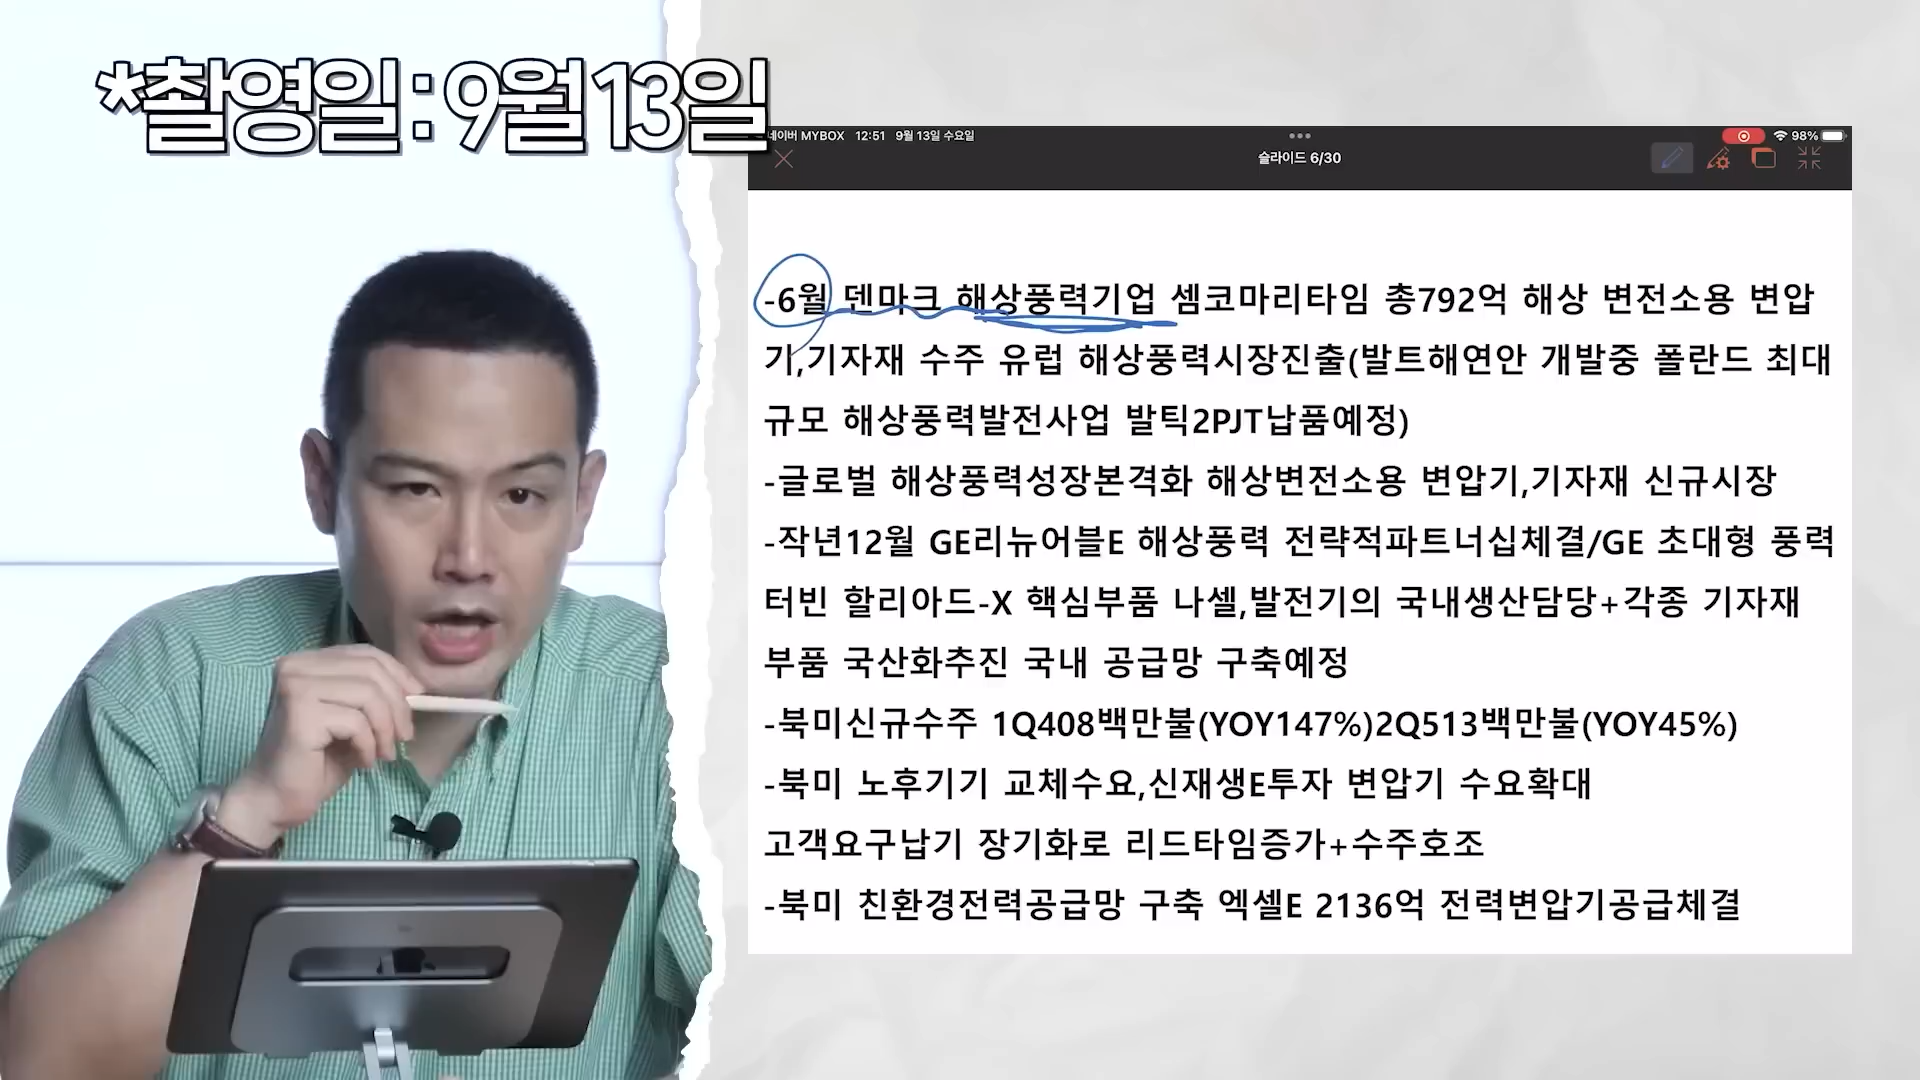 *촬영일:9월13일
네이버 MYBOX 12:51 9월 13일 수요일
98%
슬라이드 6/30
-6월 덴마크 해상풍력기업 셈코마리타임 총792억 해상 변전소용 변압
기,기자재 수주 유럽 해상풍력시장진출(발트해연안 개발중 폴란드 최대
규모 해상풍력발전사업 발틱2PJT납품예정)
-글로벌 해상풍력성장본격화 해상변전소용 변압기,기자재 신규시장
-작년12월 GE리뉴어블E 해상풍력 전략적파트너십체결/GE 초대형 풍력
터빈 할리아드-X 핵심부품 나셀,발전기의 국내생산담당+각종 기자재
부품 국산화추진 국내 공급망 구축예정
-북미신규수주 1Q408백만불(YOY147%)2Q513백만불(YOY45%)
-북미 노후기기 교체수요,신재생E투자 변압기 수요확대
고객요구납기 장기화로 리드타임증가+수주호조
-북미 친환경전력공급망 구축 엑셀E 2136억 전력변압기공급체결